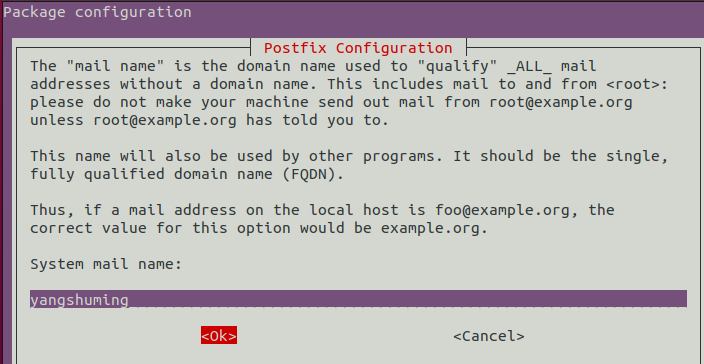 Package configuration
Postfix Configuration
The "mail name" is the domain name used to "qualify" _ALL_ mail
addresses without a domain name. This includes mail to and from <root>:
please do not make your machine send out mail from root@example.org
unless root@example.org has told you to.
This name will also be used by other programs. It should be the single,
fully qualified domain name (FQDN).
Thus, if a mail address on the local host is foo@example.org, the
correct value for this option would be example.org.
System mail name:
yangshuming
<Ok> <Cancel>